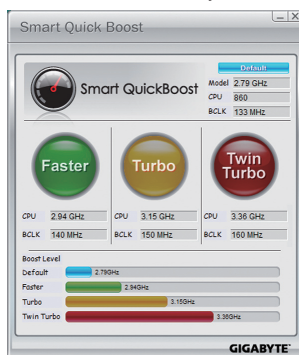 Smart Quick Boost
Default
Smart QuickBoost
Model 2.79 GHz
CPU 860
BCLK 133 MHz
Faster Turbo Twin Turbo
CPU 2.94 GHz CPU 3.15 GHz CPU 3.36 GHz
BCLK 140 MHz BCLK 150 MHz BCLK 160 MHz
Boost Level
Default 2.79GHz
Faster 2.94GHz
Turbo 3.15GHz
Twin Turbo 3.36GHz
GIGABYTE